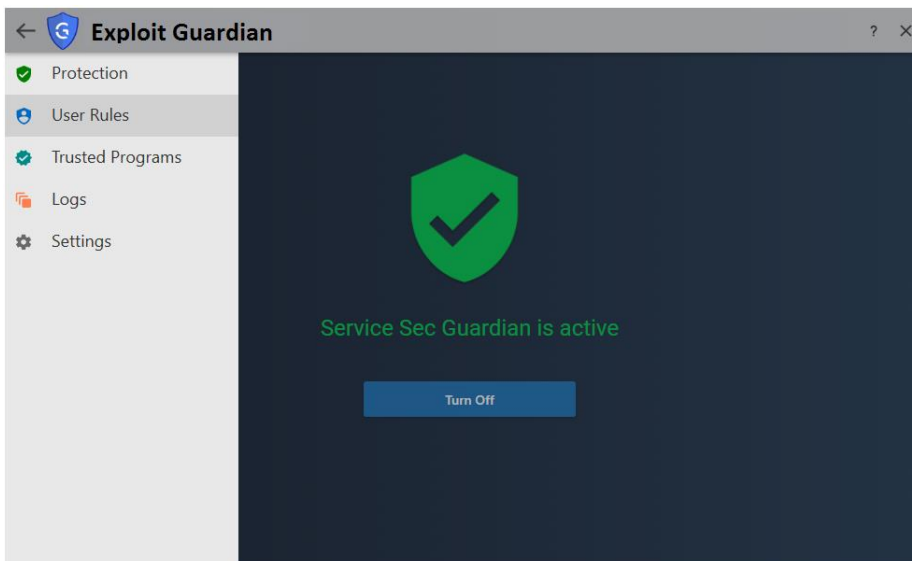 G Exploit Guardian ?
Protection
User Rules
Trusted Programs
Logs
Settings
Service Sec Guardian is active
Turn Off